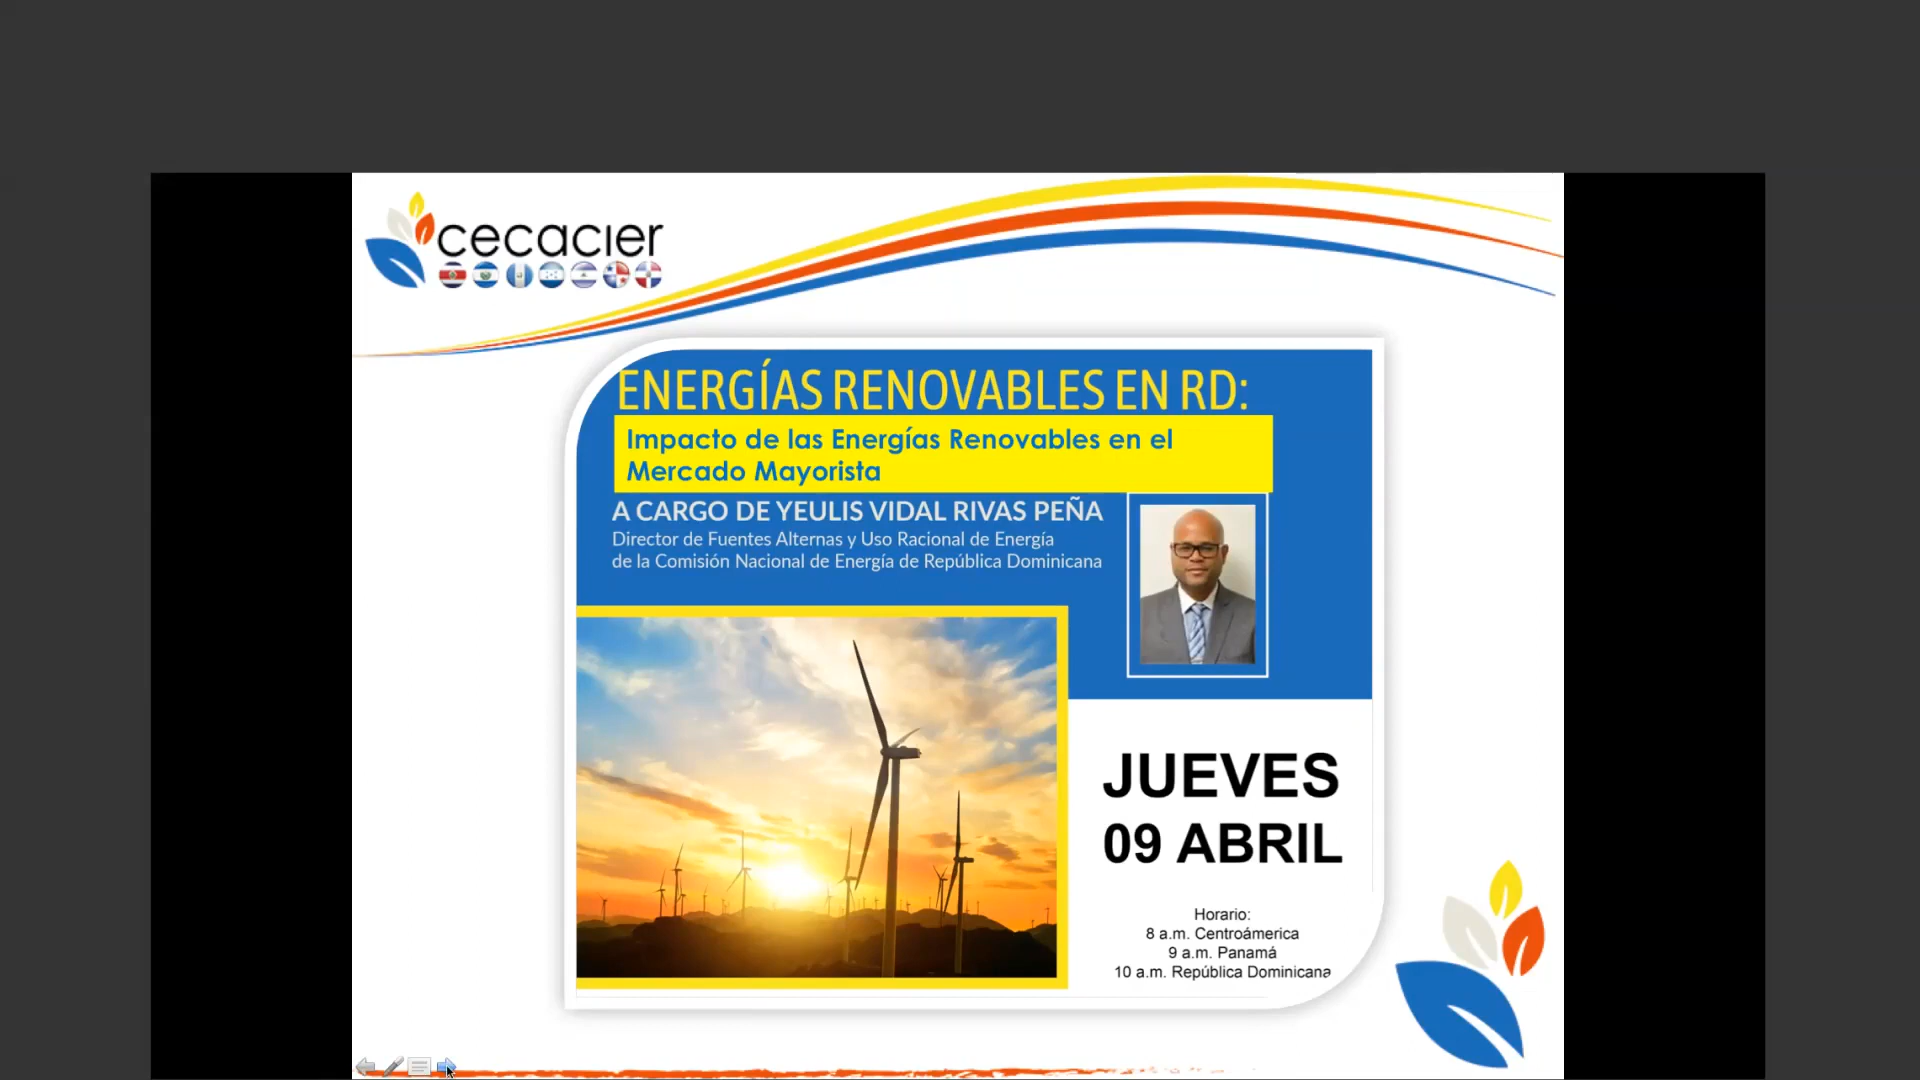 cecacier
ENERGÍAS RENOVABLES EN RD:
Impacto de las Energías Renovables en el
Mercado Mayorista
A CARGO DE YEULIS VIDAL RIVAS PEÑA
Director de Fuentes Alternas y Uso Racional de Energía
de la Comisión Nacional de Energía de República Dominicana
JUEVES
09 ABRIL
Horario:
8 a.m. Centroámerica
9 a.m. Panamá
10 a.m. República Dominicana